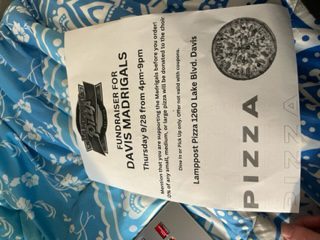 FUNDRAISER FOR
DAVIS MADRIGALS
Thursday 9/28 from 4pm-9pm
Mention that you are supporting the Madrigals before you order!
of any small, medium, or large pizza will be donated to the choir
Dine in or Pick Up only. Offer not valid with coupons.
Lamppost Pizza 1260 Lake Blvd. Davis
PIZZA
PIZZA